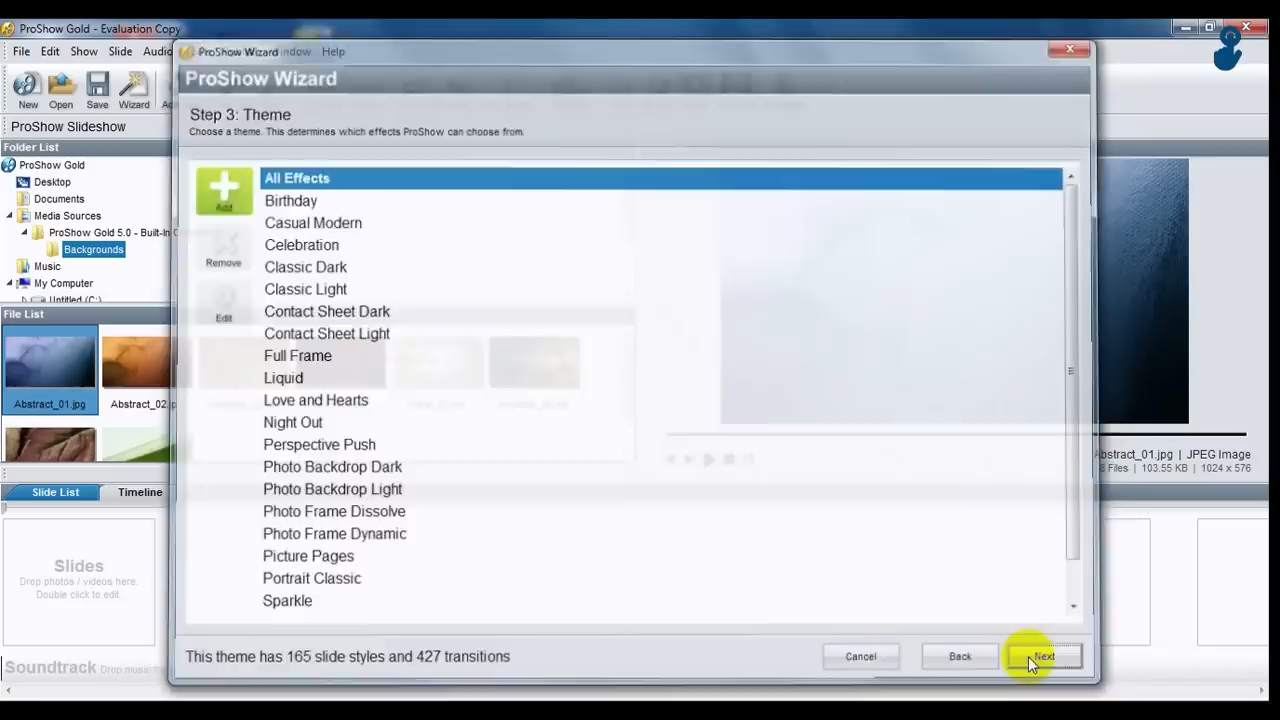 ProShow Gold - Evaluation Copy
File Edit Show Slide Audio
ProShow Wizard
ndow Help
New Open Save Wizard
ProShow Wizard
ProShow Slideshow
Step 3: Theme
Choose a theme. This determines which effects ProShow can choose from.
Folder List
ProShow Gold
Desktop
Documents
Media Sources
ProShow Gold 5.0 - Built-In C
Backgrounds
Music
My Computer
Untitled (C:)
File List
Abstract_01.jpg
Abstract_02.jp
Add
Remove
Edit
All Effects
Birthday
Casual Modern
Celebration
Classic Dark
Classic Light
Contact Sheet Dark
Contact Sheet Light
Full Frame
Liquid
Love and Hearts
Night Out
Perspective Push
Photo Backdrop Dark
Photo Backdrop Light
Photo Frame Dissolve
Photo Frame Dynamic
Picture Pages
Portrait Classic
Sparkle
Abstract_01.jpg | JPEG Image
Files | 103.55 KB | 1024 x 576
Slide List Timeline
Slides
Drop photos / videos here.
Double click to edit.
Soundtrack Drop music
This theme has 165 slide styles and 427 transitions
Cancel Back Next